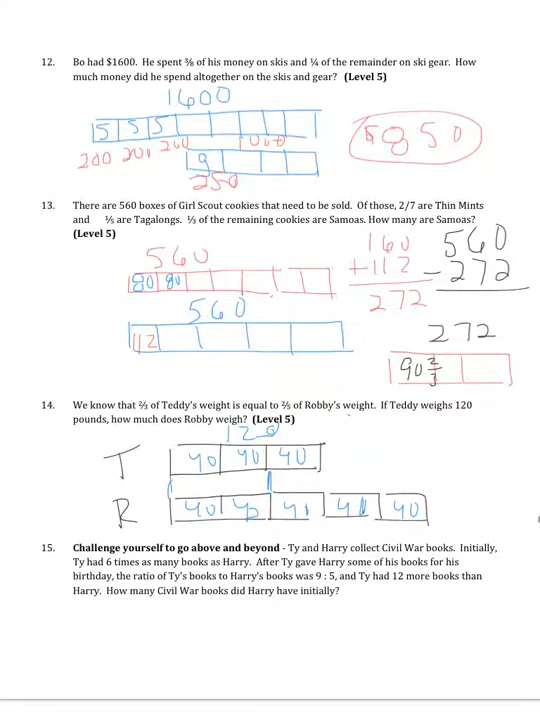 12. Bo had $1600. He spent ⅜ of his money on skis and ¼ of the remainder on ski gear. How
much money did he spend altogether on the skis and gear? (Level 5)
1600
5 5 5
200 200 200 1000
9
250
$850
13. There are 560 boxes of Girl Scout cookies that need to be sold. Of those, 2/7 are Thin Mints
and ⅕ are Tagalongs. ⅓ of the remaining cookies are Samoas. How many are Samoas?
(Level 5)
560
80 80
560
112
160
+112
272
560
-272
272
90 2/3
14. We know that ⅔ of Teddy's weight is equal to ⅖ of Robby's weight. If Teddy weighs 120
pounds, how much does Robby weigh? (Level 5)
120
T 40 40 40
R 40 40 40 40
15. Challenge yourself to go above and beyond - Ty and Harry collect Civil War books. Initially,
Ty had 6 times as many books as Harry. After Ty gave Harry some of his books for his
birthday, the ratio of Ty's books to Harry's books was 9 : 5, and Ty had 12 more books than
Harry. How many Civil War books did Harry have initially?